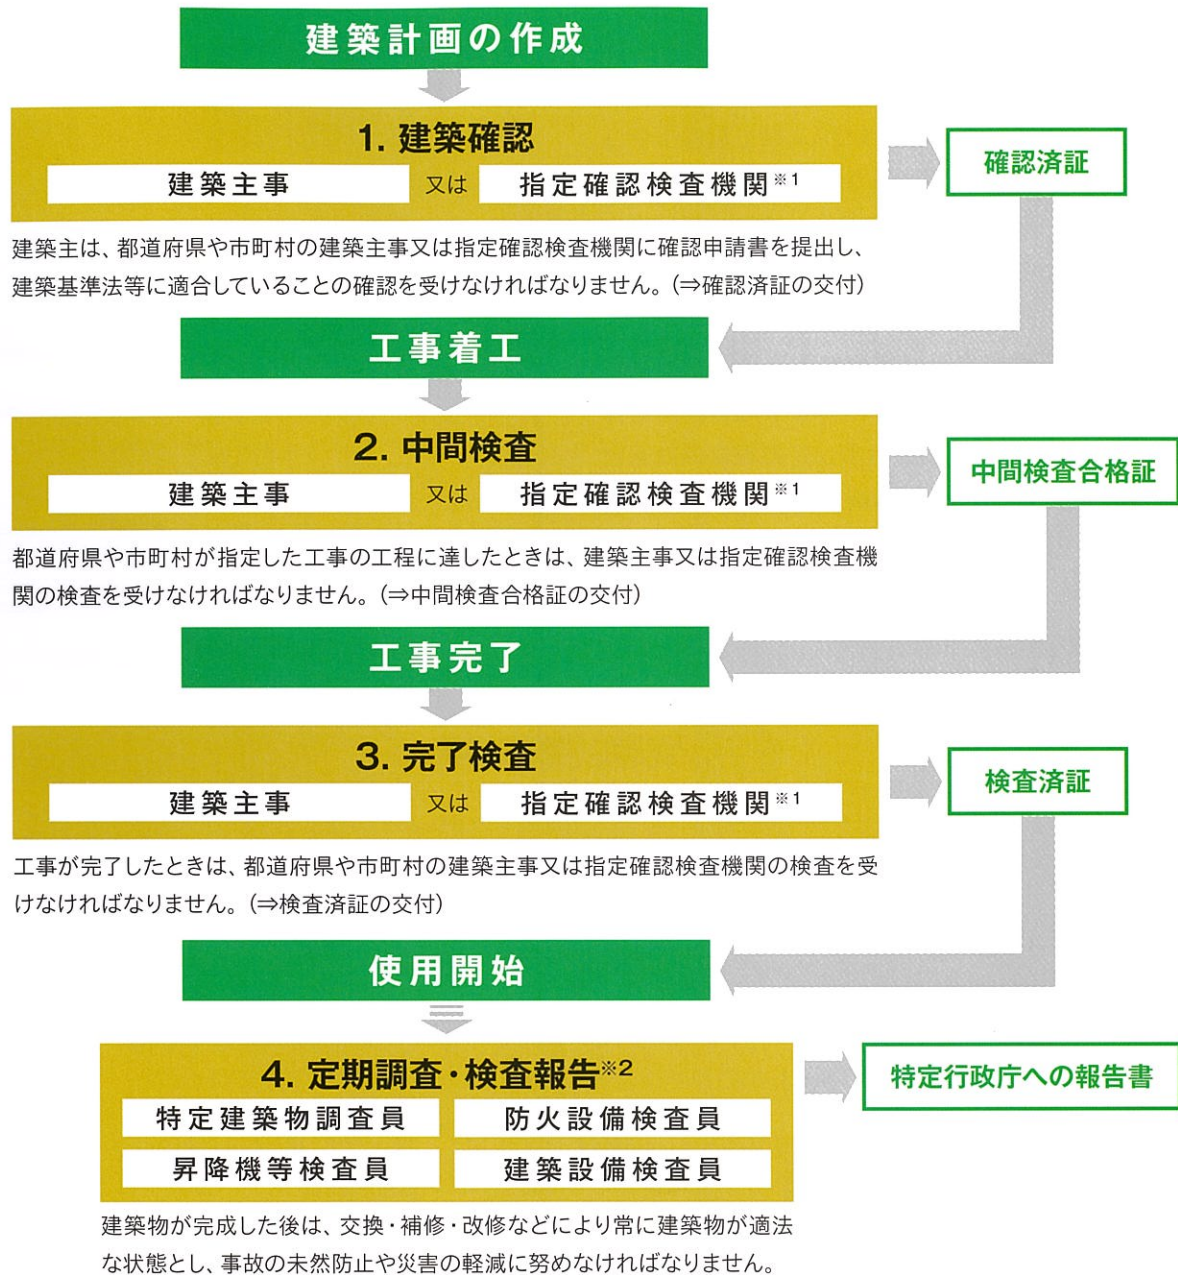 建築計画の作成
1. 建築確認
建築主事 又は 指定確認検査機関※1
確認済証
建築主は、都道府県や市町村の建築主事又は指定確認検査機関に確認申請書を提出し、
建築基準法等に適合していることの確認を受けなければなりません。(⇒確認済証の交付)
工事着工
2. 中間検査
建築主事 又は 指定確認検査機関※1
中間検査合格証
都道府県や市町村が指定した工事の工程に達したときは、建築主事又は指定確認検査機
関の検査を受けなければなりません。(⇒中間検査合格証の交付)
工事完了
3. 完了検査
建築主事 又は 指定確認検査機関※1
検査済証
工事が完了したときは、都道府県や市町村の建築主事又は指定確認検査機関の検査を受
けなければなりません。(⇒検査済証の交付)
使用開始
4. 定期調査・検査報告※2
特定建築物調査員 防火設備検査員
昇降機等検査員 建築設備検査員
特定行政庁への報告書
建築物が完成した後は、交換・補修・改修などにより常に建築物が適法
な状態とし、事故の未然防止や災害の軽減に努めなければなりません。